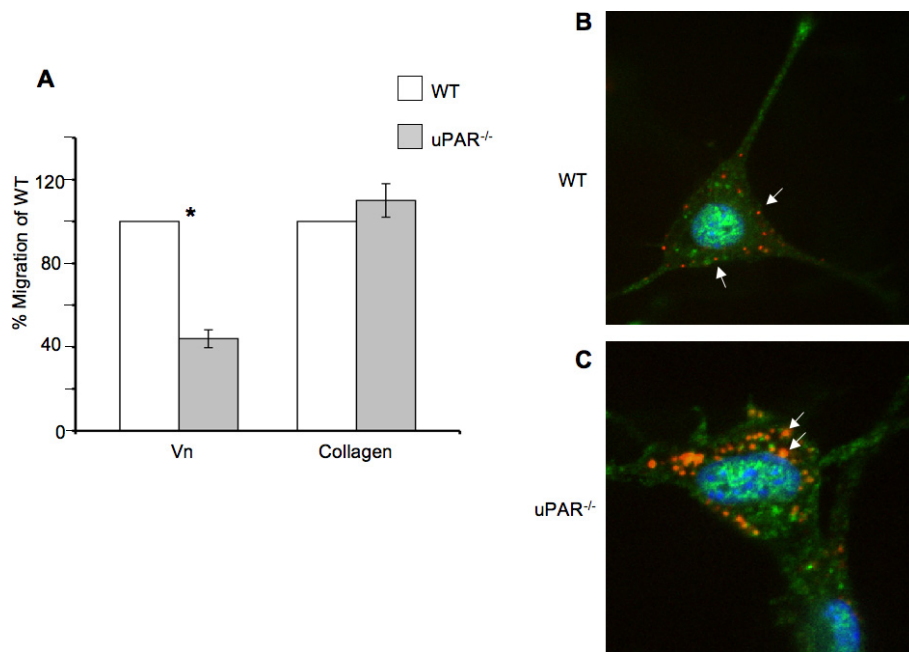 A
WT
uPAR-/-
% Migration of WT
120
80
40
0
*
Vn
Collagen
B
WT
C
uPAR-/-